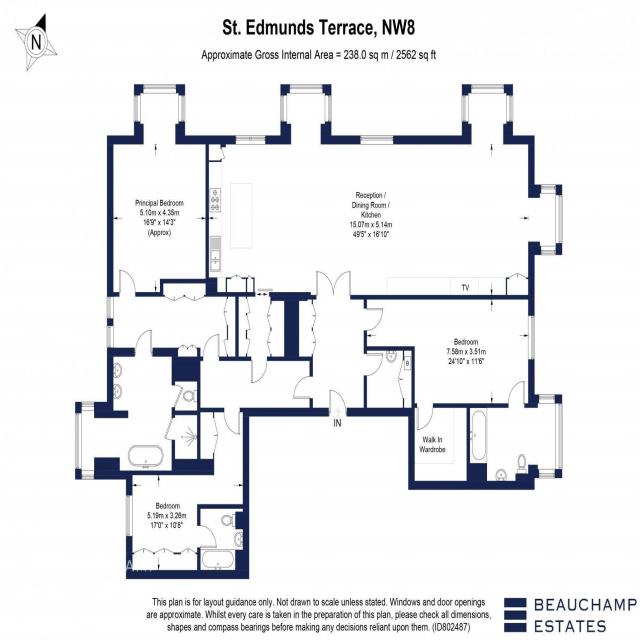 St. Edmunds Terrace, NW8
Approximate Gross Internal Area = 238.0 sq m / 2562 sq ft
N
Principal Bedroom
5.10m x 4.35m
16'9" x 14'3"
(Approx)
Reception /
Dining Room /
Kitchen
15.07m x 5.14m
49'5" x 16'10"
TV
Bedroom
7.58m x 3.51m
24'10" x 11'6"
B
IN
Walk In
Wardrobe
Bedroom
5.19m x 3.26m
17'0" x 10'8"
This plan is for layout guidance only. Not drawn to scale unless stated. Windows and door openings
are approximate. Whilst every care is taken in the preparation of this plan, please check all dimensions,
shapes and compass bearings before making any decisions reliant upon them. (ID802487)
BEAUCHAMP
ESTATES